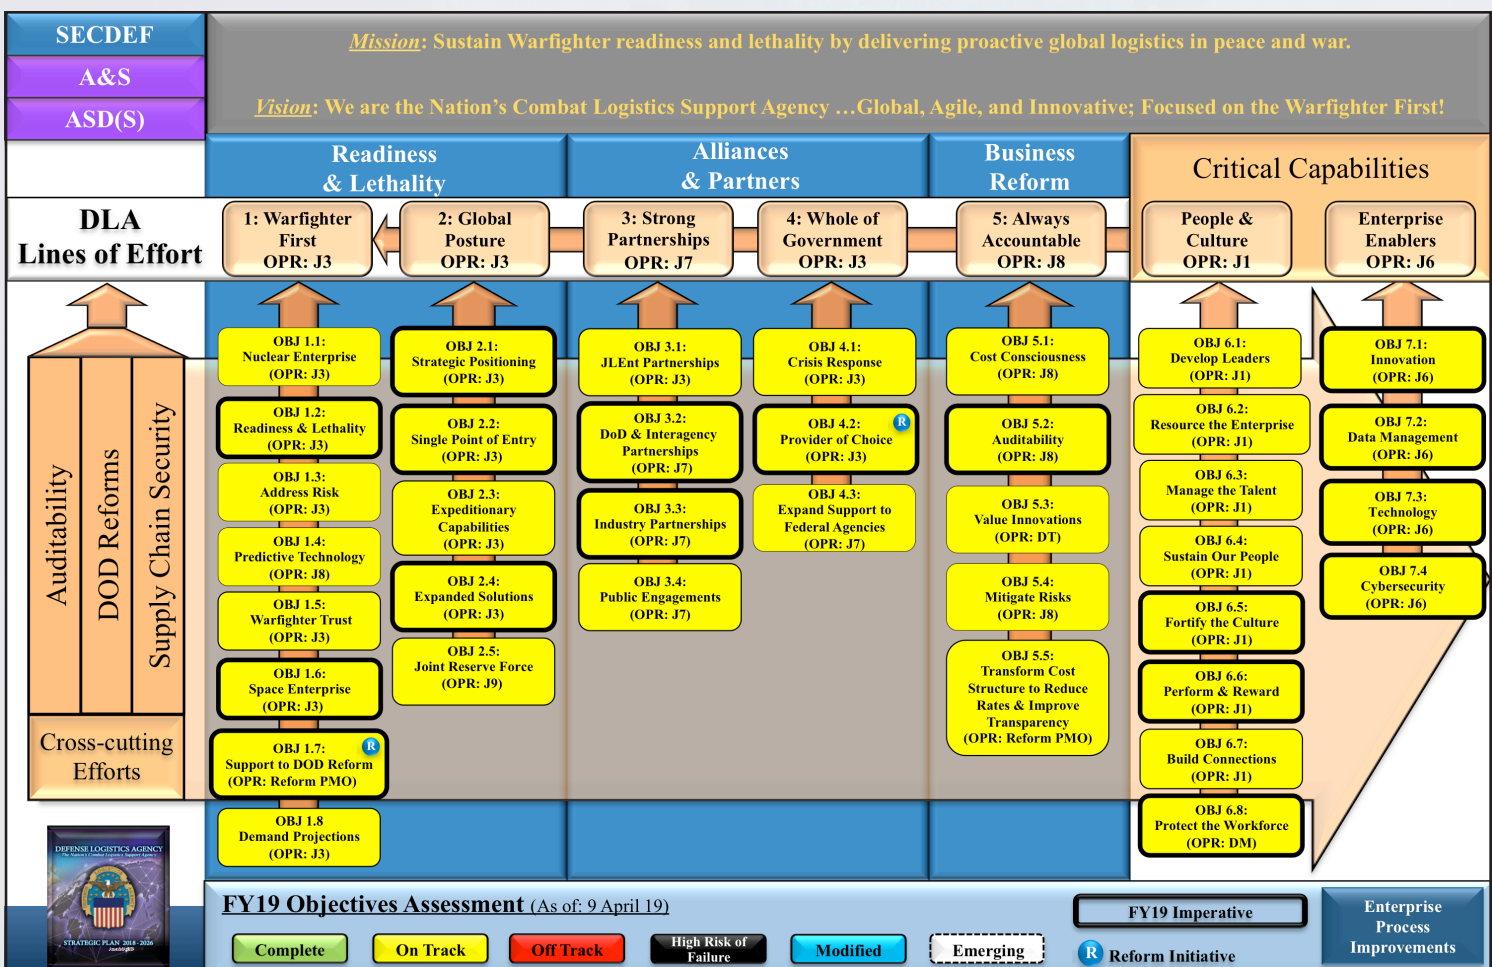 SECDEF
A&S
ASD(S)
Mission: Sustain Warfighter readiness and lethality by delivering proactive global logistics in peace and war.
Vision: We are the Nation's Combat Logistics Support Agency …Global, Agile, and Innovative; Focused on the Warfighter First!
Readiness
& Lethality
Alliances
& Partners
Business
Reform
Critical Capabilities
DLA
Lines of Effort
1: Warfighter
First
OPR: J3
2: Global
Posture
OPR: J3
3: Strong
Partnerships
OPR: J7
4: Whole of
Government
OPR: J3
5: Always
Accountable
OPR: J8
People &
Culture
OPR: J1
Enterprise
Enablers
OPR: J6
Auditability
DOD Reforms
Supply Chain Security
Cross-cutting
Efforts
OBJ 1.1:
Nuclear Enterprise
(OPR: J3)
OBJ 1.2:
Readiness & Lethality
(OPR: J3)
OBJ 1.3:
Address Risk
(OPR: J3)
OBJ 1.4:
Predictive Technology
(OPR: J8)
OBJ 1.5:
Warfighter Trust
(OPR: J3)
OBJ 1.6:
Space Enterprise
(OPR: J3)
OBJ 1.7:
R
Support to DOD Reform
(OPR: Reform PMO)
OBJ 1.8
Demand Projections
(OPR: J3)
OBJ 2.1:
Strategic Positioning
(OPR: J3)
OBJ 2.2:
Single Point of Entry
(OPR: J3)
OBJ 2.3:
Expeditionary
Capabilities
(OPR: J3)
OBJ 2.4:
Expanded Solutions
(OPR: J3)
OBJ 2.5:
Joint Reserve Force
(OPR: J9)
OBJ 3.1:
JLEnt Partnerships
(OPR: J3)
OBJ 3.2:
DoD & Interagency
Partnerships
(OPR: J7)
OBJ 3.3:
Industry Partnerships
(OPR: J7)
OBJ 3.4:
Public Engagements
(OPR: J7)
OBJ 4.1:
Crisis Response
(OPR: J3)
OBJ 4.2:
R
Provider of Choice
(OPR: J3)
OBJ 4.3:
Expand Support to
Federal Agencies
(OPR: J7)
OBJ 5.1:
Cost Consciousness
(OPR: J8)
OBJ 5.2:
Auditability
(OPR: J8)
OBJ 5.3:
Value Innovations
(OPR: DT)
OBJ 5.4:
Mitigate Risks
(OPR: J8)
OBJ 5.5:
Transform Cost
Structure to Reduce
Rates & Improve
Transparency
(OPR: Reform PMO)
OBJ 6.1:
Develop Leaders
(OPR: J1)
OBJ 6.2:
Resource the Enterprise
(OPR: J1)
OBJ 6.3:
Manage the Talent
(OPR: J1)
OBJ 6.4:
Sustain Our People
(OPR: J1)
OBJ 6.5:
Fortify the Culture
(OPR: J1)
OBJ 6.6:
Perform & Reward
(OPR: J1)
OBJ 6.7:
Build Connections
(OPR: J1)
OBJ 6.8:
Protect the Workforce
(OPR: DM)
OBJ 7.1:
Innovation
(OPR: J6)
OBJ 7.2:
Data Management
(OPR: J6)
OBJ 7.3:
Technology
(OPR: J6)
OBJ 7.4
Cybersecurity
(OPR: J6)
DEFENSE LOGISTICS AGENCY
The Nation's Combat Logistics Support Agency
STRATEGIC PLAN 2018 - 2026
FY19 Objectives Assessment (As of: 9 April 19)
Complete
On Track
Off Track
High Risk of
Failure
Modified
Emerging
FY19 Imperative
R Reform Initiative
Enterprise
Process
Improvements